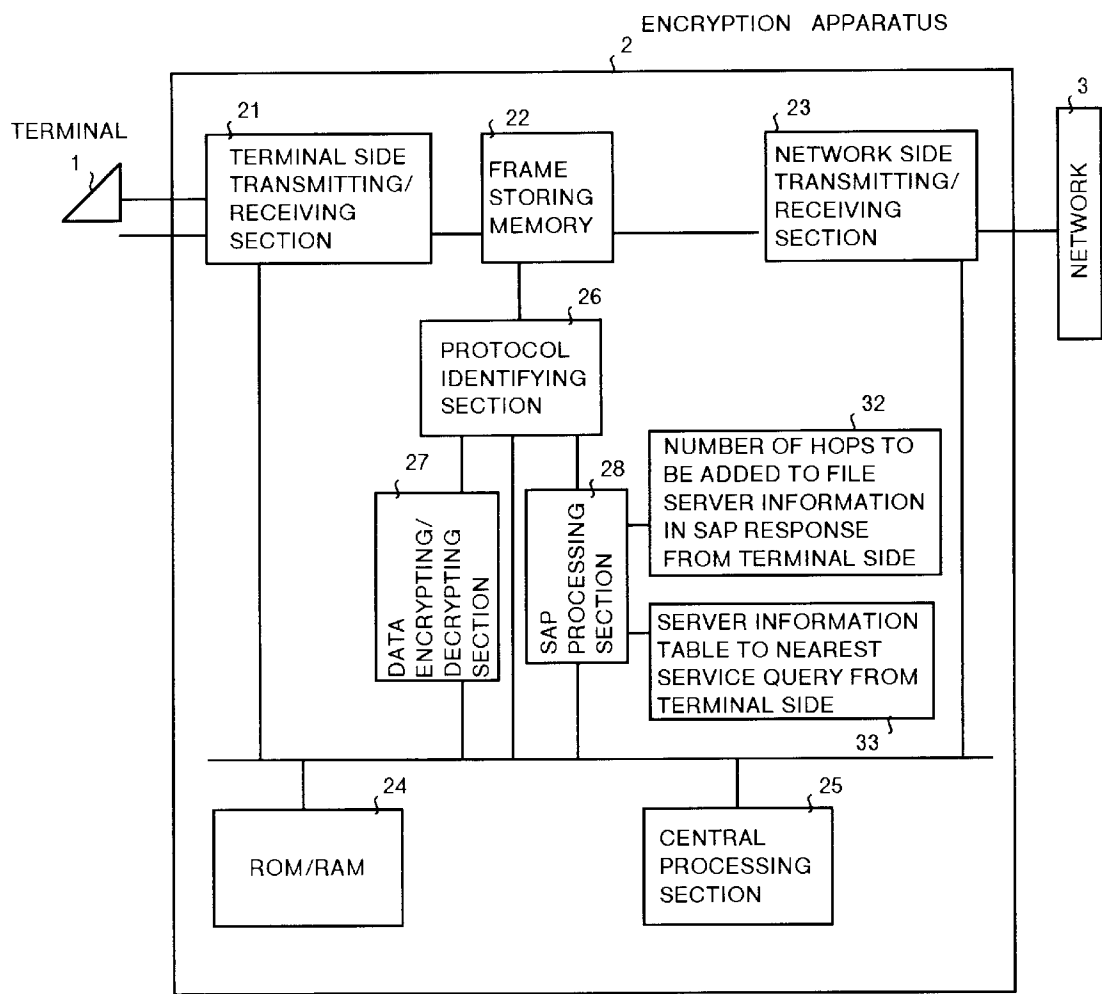 ENCRYPTION APPARATUS
2
TERMINAL
1
21
TERMINAL SIDE
TRANSMITTING/
RECEIVING
SECTION
22
FRAME
STORING
MEMORY
23
NETWORK SIDE
TRANSMITTING/
RECEIVING
SECTION
3
NETWORK
26
PROTOCOL
IDENTIFYING
SECTION
27
DATA
ENCRYPTING/
DECRYPTING
SECTION
28
SAP
PROCESSING
SECTION
32
NUMBER OF HOPS TO
BE ADDED TO FILE
SERVER INFORMATION
IN SAP RESPONSE
FROM TERMINAL SIDE
SERVER INFORMATION
TABLE TO NEAREST
SERVICE QUERY FROM
TERMINAL SIDE
33
24
ROM/RAM
25
CENTRAL
PROCESSING
SECTION